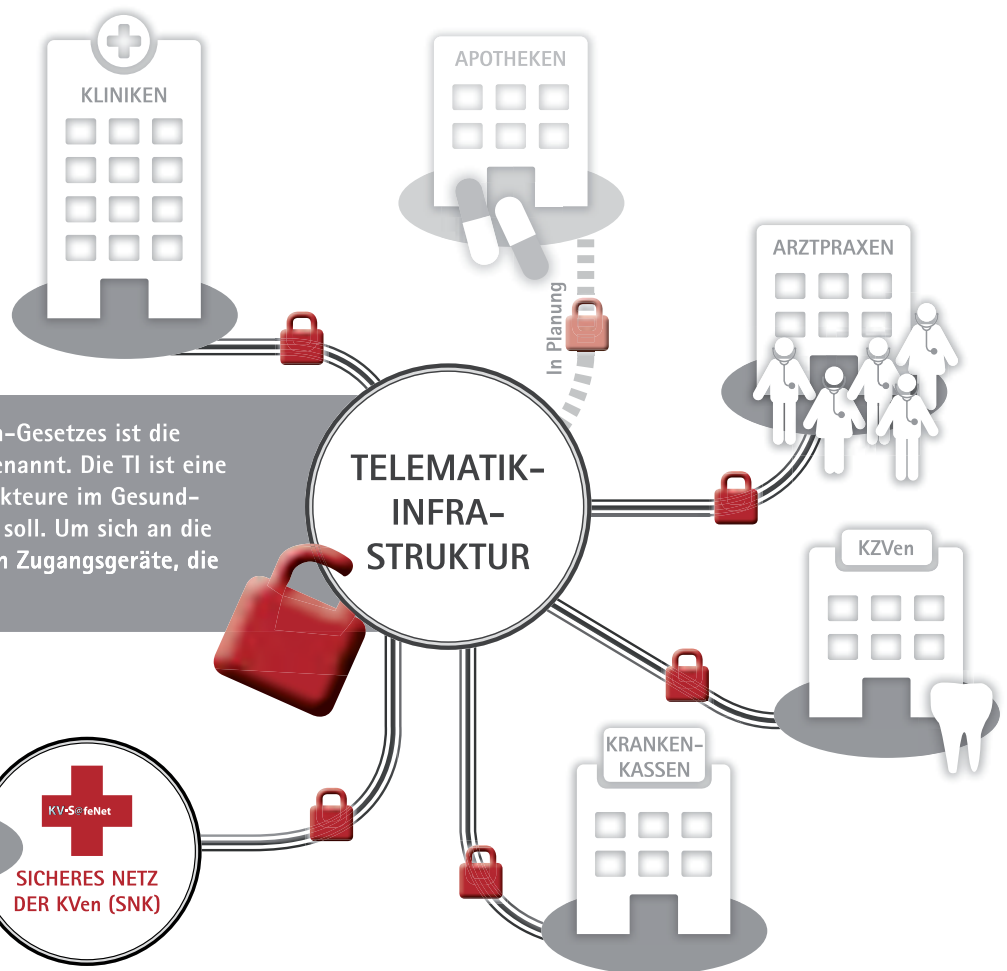 KLINIKEN
APOTHEKEN
ARZTPRAXEN
In Planung
-Gesetzes ist die
enannt. Die TI ist eine
kteure im Gesund-
soll. Um sich an die
n Zugangsgeräte, die
TELEMATIK-
INFRA-
STRUKTUR
KZVen
KRANKEN-
KASSEN
KV-S@feNet
SICHERES NETZ
DER KVen (SNK)